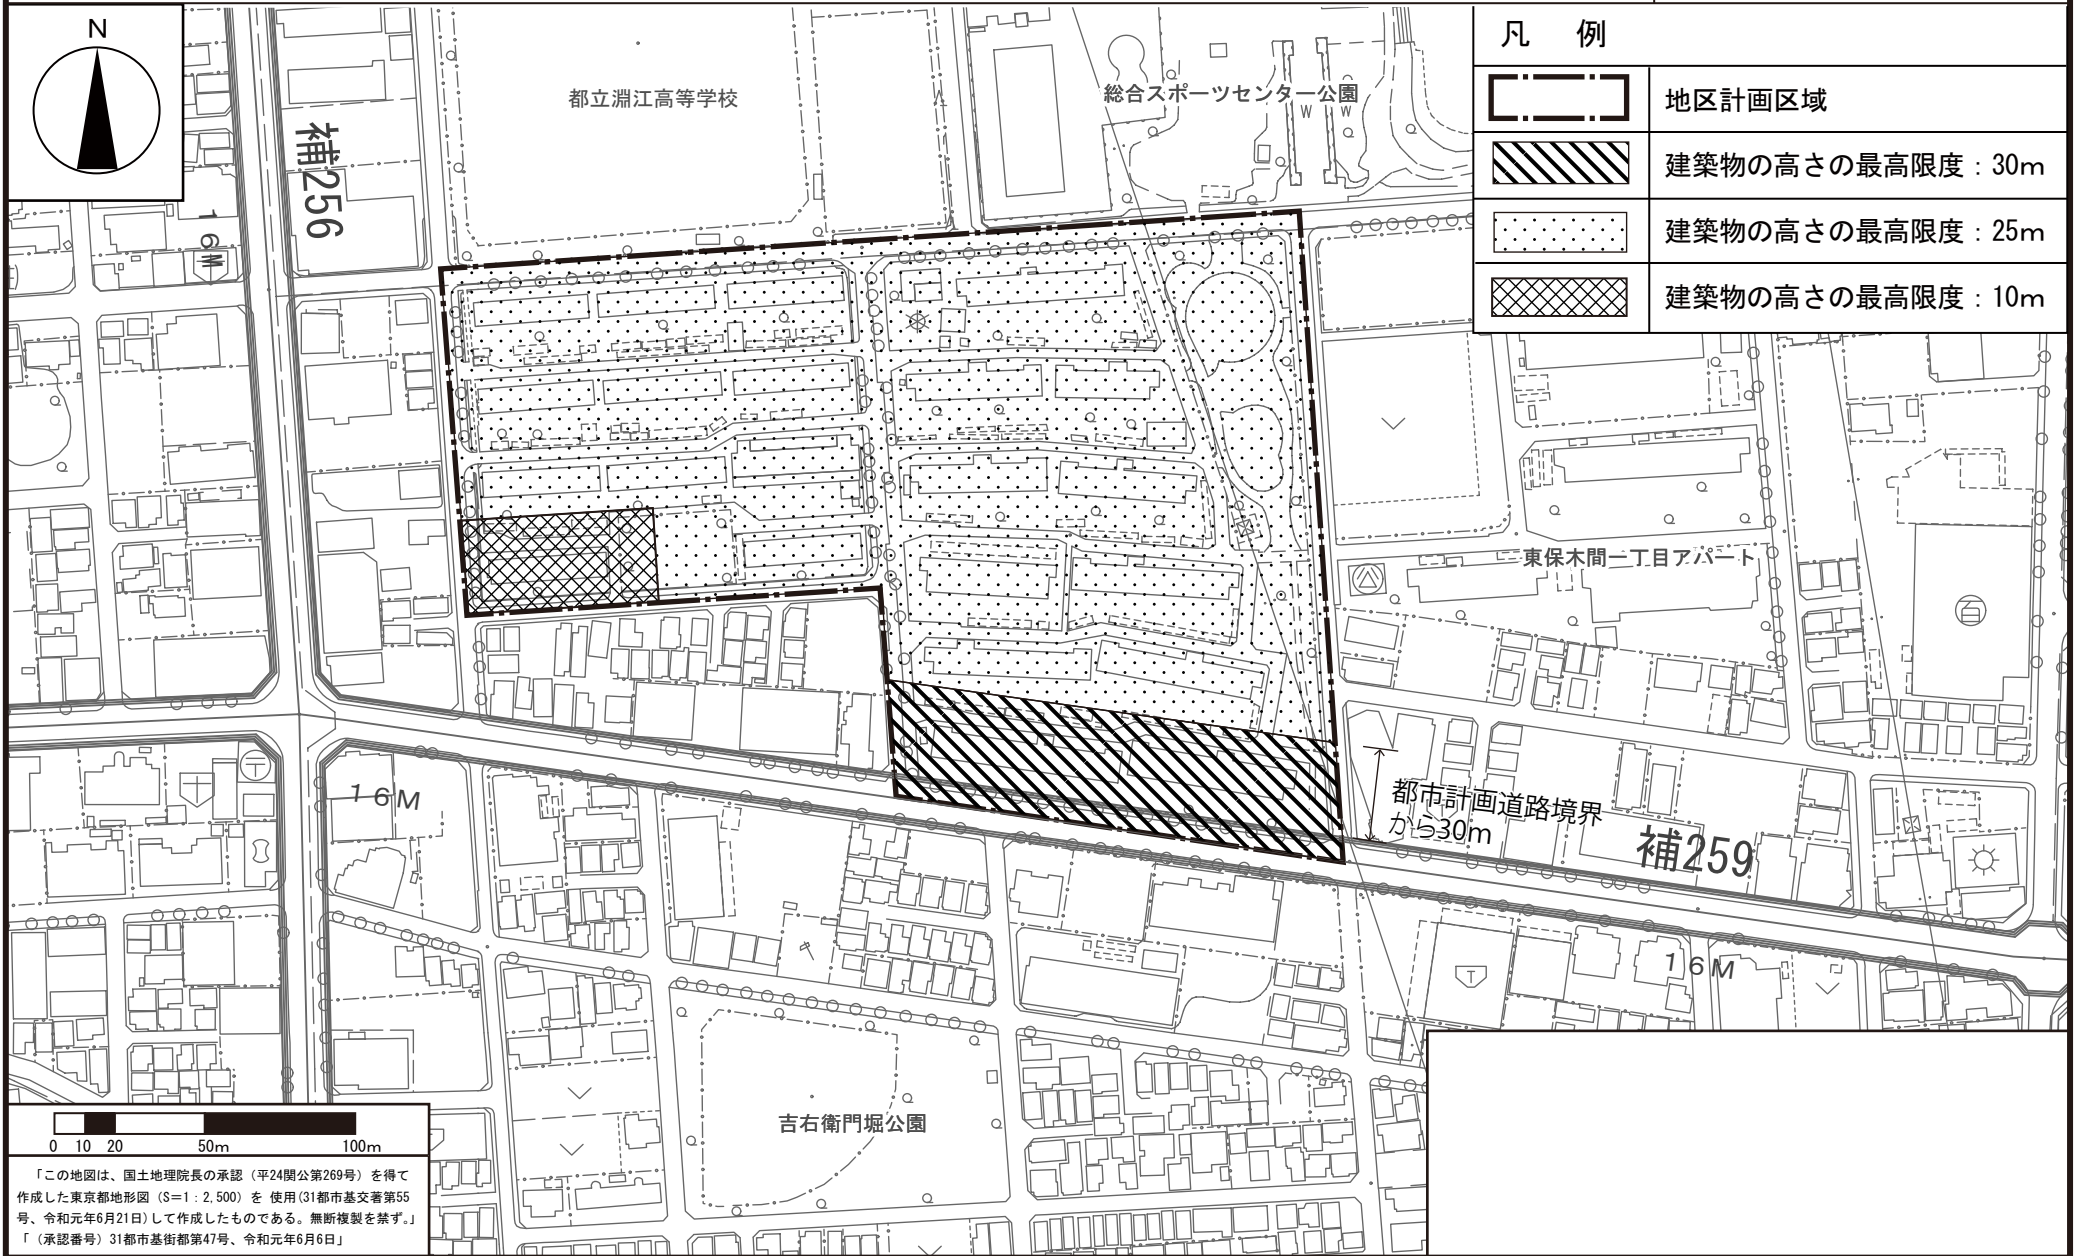 N
凡 例
地区計画区域
建築物の高さの最高限度：30m
建築物の高さの最高限度：25m
建築物の高さの最高限度：10m
都立淵江高等学校
総合スポーツセンター公園
補256
16M
東保木間一丁目アパート
16M
都市計画道路境界
から30m
補259
16M
吉右衛門堀公園
0 10 20 50m 100m
「この地図は、国土地理院長の承認（平24関公第269号）を得て
作成した東京都地形図（S＝1：2,500）を 使用(31都市基交著第55
号、令和元年6月21日)して作成したものである。無断複製を禁ず。」
「（承認番号）31都市基街都第47号、令和元年6月6日」